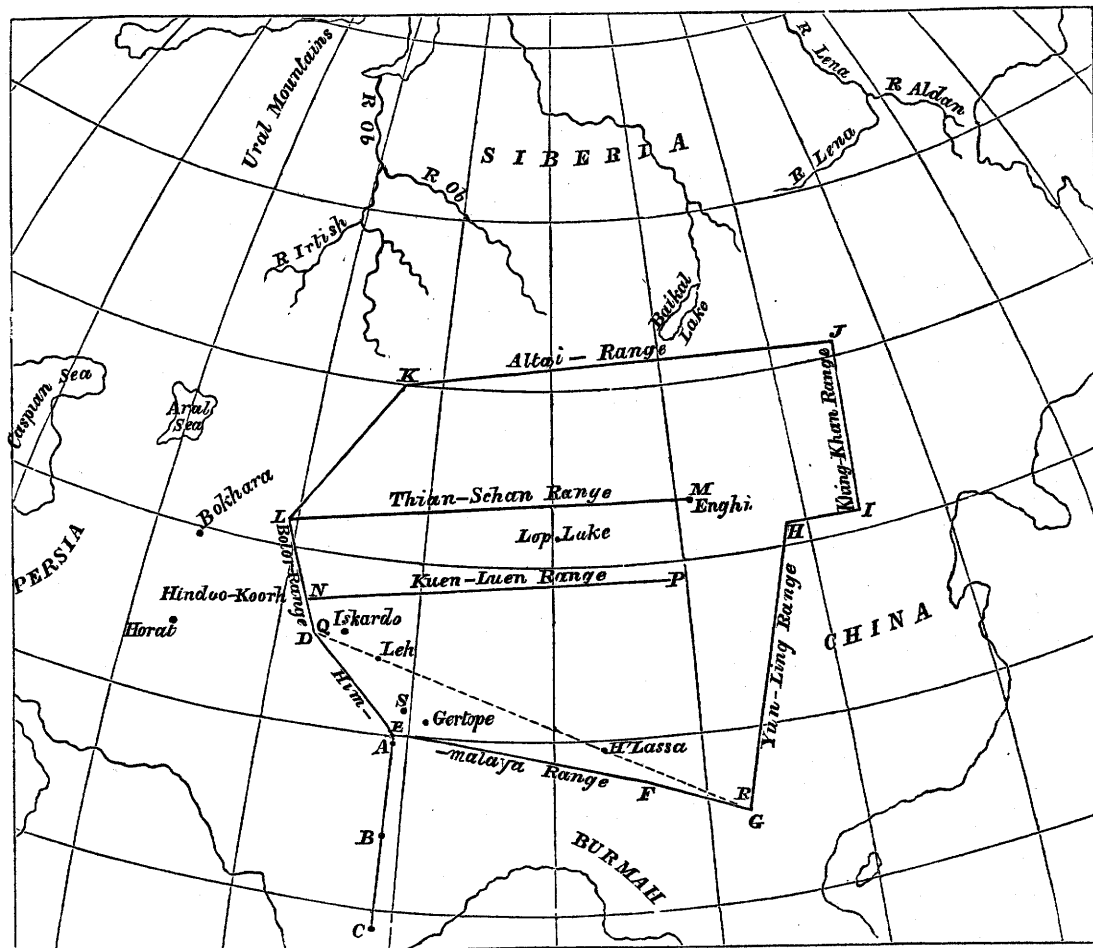 Ural Mountains
R Ob
R Ob
R Irtish
SIBERIA
R Lena
R Aldan
R Lena
Baikal
Lake
J
Altai - Range
K
Khing-Khan Range
Caspian Sea
Aral
Sea
Bokhara
L
Thian-Schan Range
M
Enghi
I
H
Lop Lake
PERSIA
Bolor-Range
Hindoo-Koorh
N
Kuen-Luen Range
P
Horat
D
Q
Iskardo
Leh
CHINA
Yun-Ling Range
Him-
S
E
Gertope
A
-malaya Range
H'Lassa
F
R
G
B
BURMAH
C